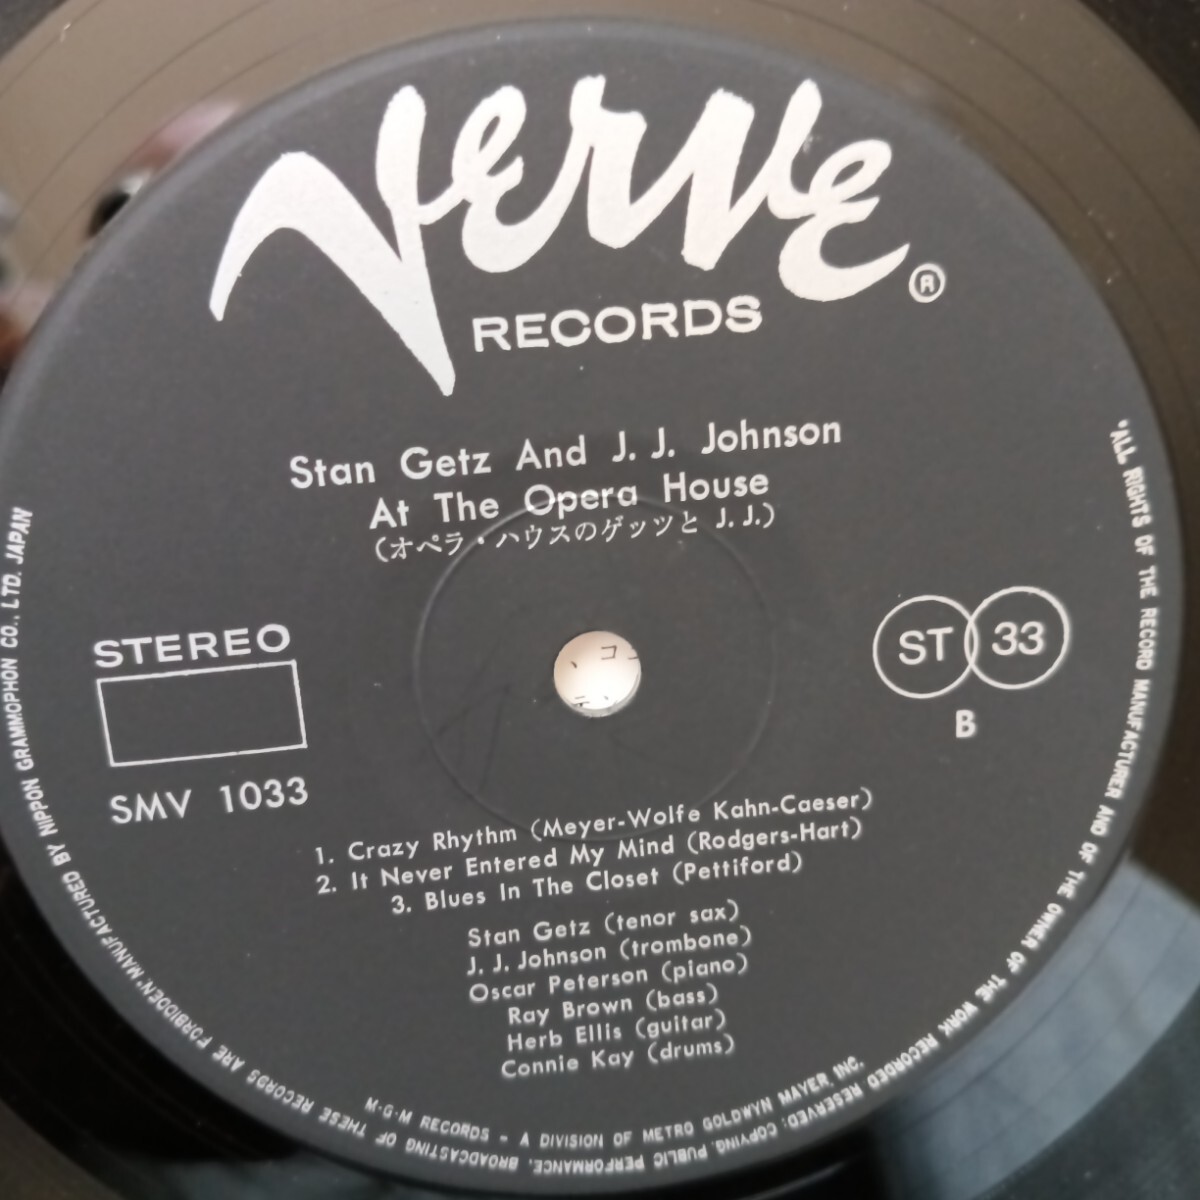 Verve ®
RECORDS
Stan Getz And J. J. Johnson
At The Opera House
(オペラ・ハウスのゲッツと J. J.)
STEREO
SMV 1033
ST 33
B
1. Crazy Rhythm (Meyer-Wolfe Kahn-Caeser)
2. It Never Entered My Mind (Rodgers-Hart)
3. Blues In The Closet (Pettiford)
Stan Getz (tenor sax)
J. J. Johnson (trombone)
Oscar Peterson (piano)
Ray Brown (bass)
Herb Ellis (guitar)
Connie Kay (drums)
M·G·M RECORDS - A DIVISION OF METRO GOLDWYN MAYER, INC.
"ALL RIGHTS OF THE RECORD MANUFACTURER AND OF THE OWNER OF THE WORK RECORDED RESERVED: COPYING, PUBLIC PERFORMANCE, BROADCASTING OF THESE RECORDS ARE FORBIDDEN" MANUFACTURED BY NIPPON GRAMMOPHON CO., LTD. JAPAN